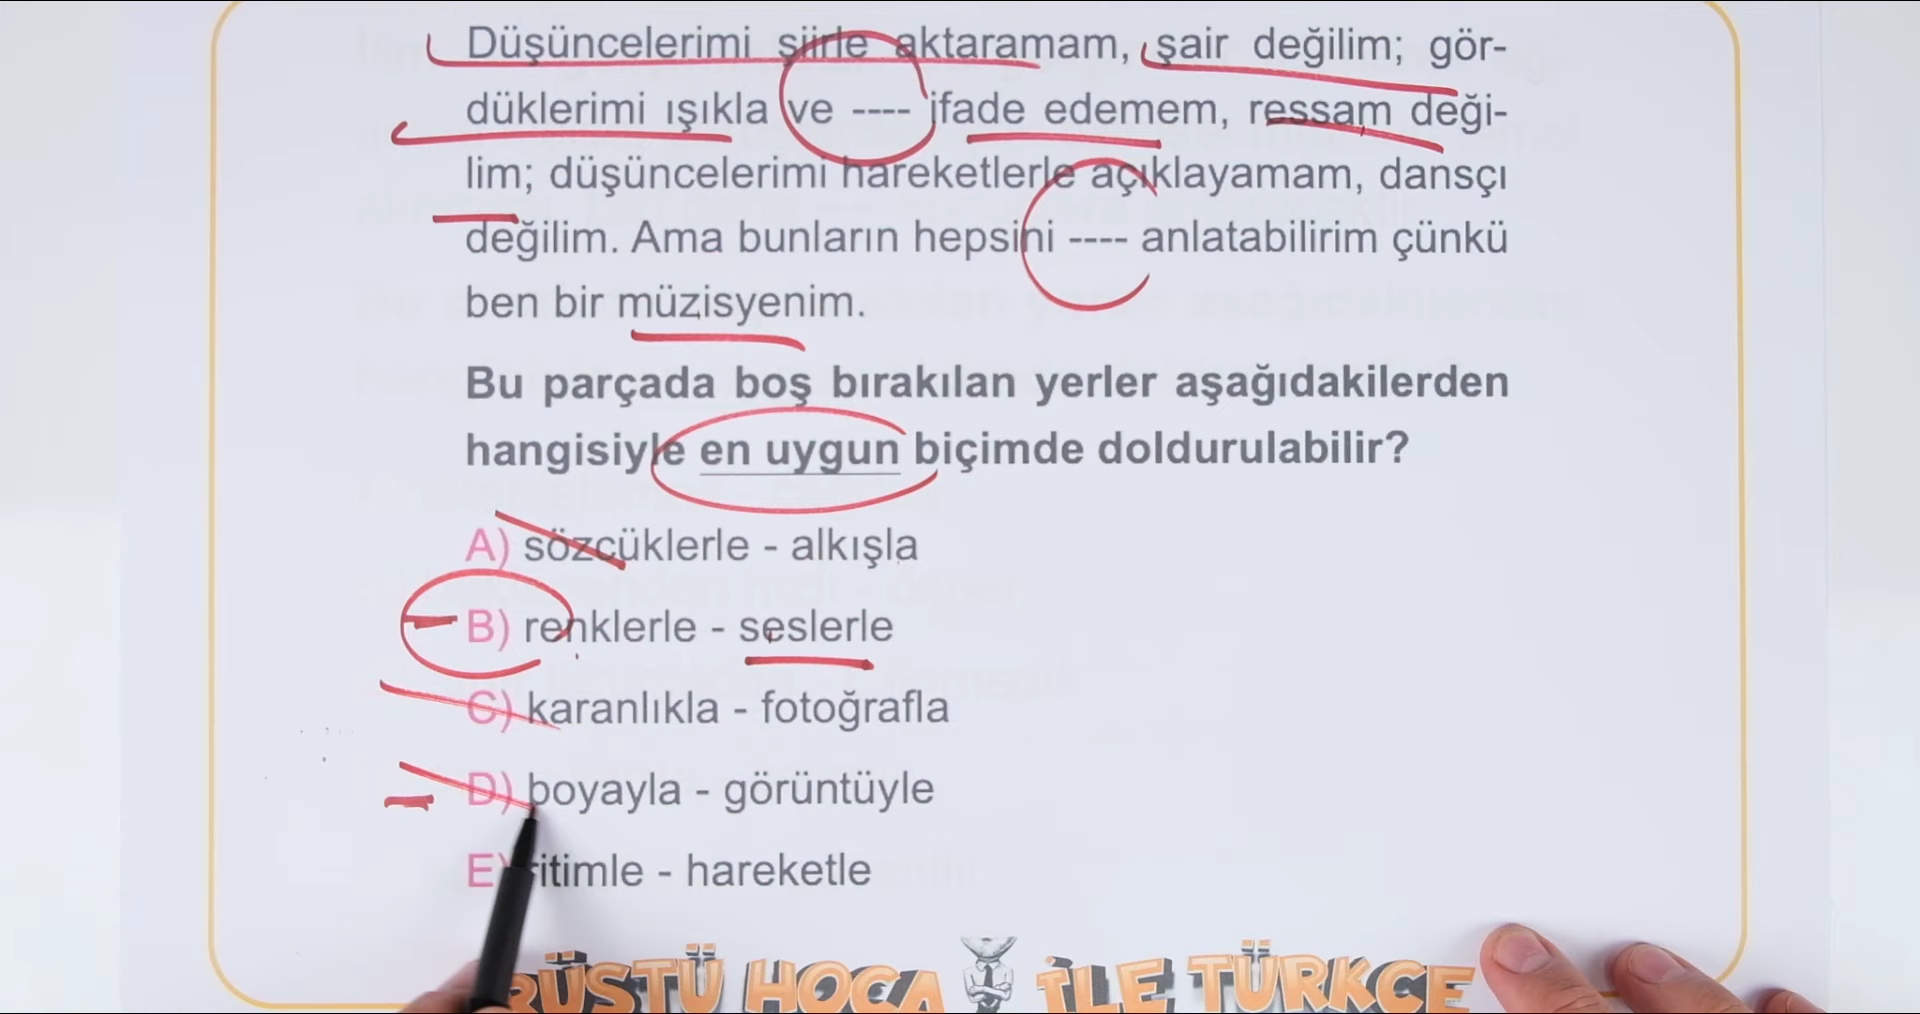 Düşüncelerimi şiirle aktaramam, şair değilim; gör-
düklerimi ışıkla ve ---- ifade edemem, ressam deği-
lim; düşüncelerimi hareketlerle açıklayamam, dansçı
değilim. Ama bunların hepsini ---- anlatabilirim çünkü
ben bir müzisyenim.
Bu parçada boş bırakılan yerler aşağıdakilerden
hangisiyle en uygun biçimde doldurulabilir?
A) sözcüklerle - alkışla
B) renklerle - seslerle
C) karanlıkla - fotoğrafla
D) boyayla - görüntüyle
E) ritimle - hareketle
RÜSTÜ HOCA İLE TÜRKÇE